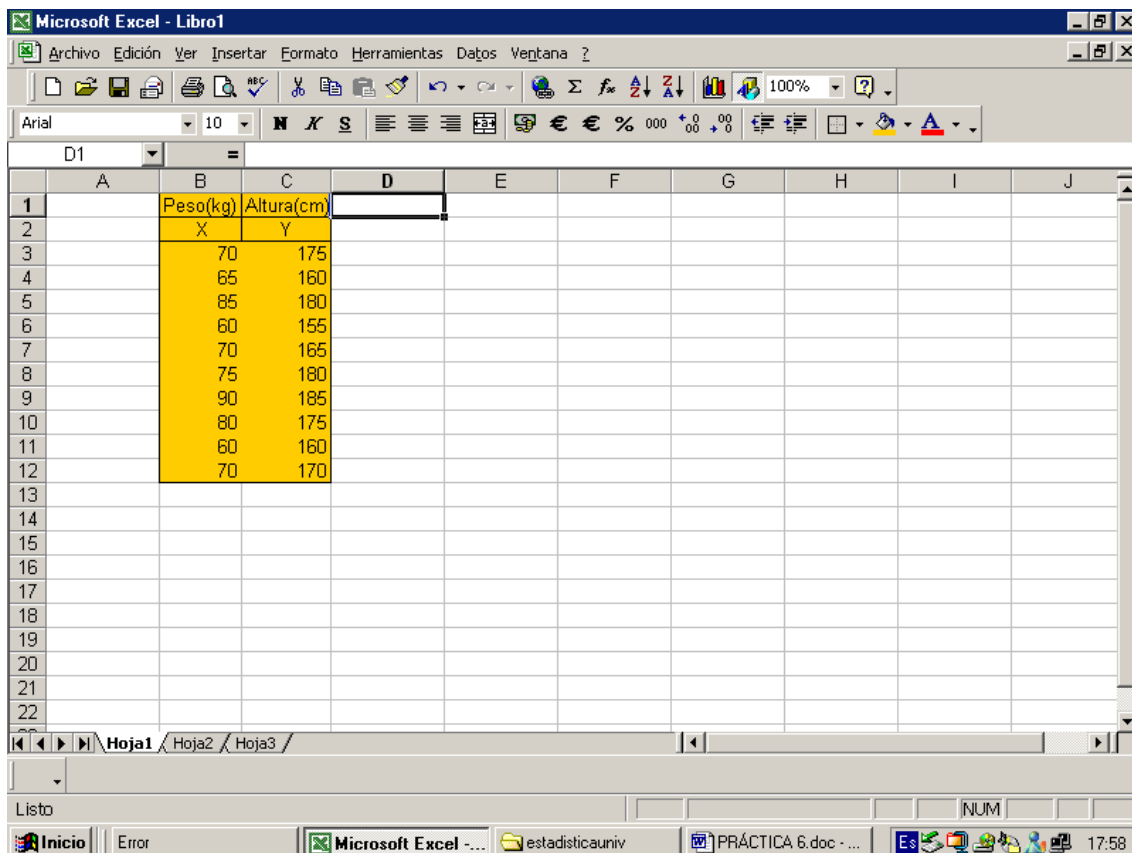 Microsoft Excel - Libro1
Archivo Edición Ver Insertar Formato Herramientas Datos Ventana ?
100%
Arial 10 N K S € € % 000
D1 =
A B C D E F G H I J
1 Peso(kg) Altura(cm)
2 X Y
3 70 175
4 65 160
5 85 180
6 60 155
7 70 165
8 75 180
9 90 185
10 80 175
11 60 160
12 70 170
13
14
15
16
17
18
19
20
21
22
Hoja1 Hoja2 Hoja3
Listo NUM
Inicio Error Microsoft Excel -... estadisticauniv PRÁCTICA 6.doc - ... Es 17:58